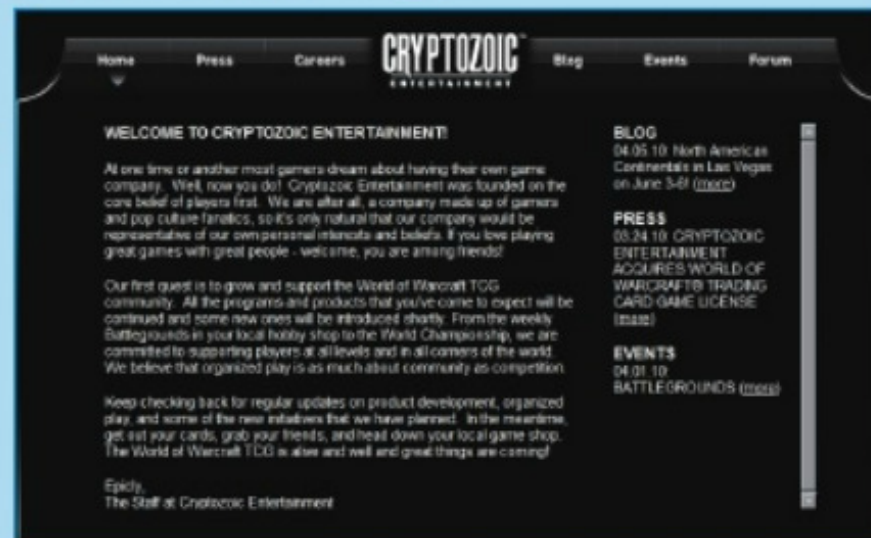 Home Press Careers CRYPTOZOIC Blog Events Forum
ENTERTAINMENT
WELCOME TO CRYPTOZOIC ENTERTAINMENT!
At one time or another most gamers dream about having their own game
company. Well, now you do! Cryptozoic Entertainment was founded on the
core belief of players first. We are after all, a company made up of gamers
and pop culture fanatics, so it's only natural that our company would be
representative of our own personal interests and beliefs. If you love playing
great games with great people - welcome, you are among friends!
Our first quest is to grow and support the World of Warcraft TCG
community. All the programs and products that you've come to expect will be
continued and some new ones will be introduced shortly. From the weekly
Battlegrounds in your local hobby shop to the World Championship, we are
committed to supporting players at all levels and in all corners of the world.
We believe that organized play is as much about community as competition.
Keep checking back for regular updates on product development, organized
play, and some of the new initiatives that we have planned. In the meantime,
get out your cards, grab your friends, and head down your local game shop.
The World of Warcraft TCG is alive and well and great things are coming!
Epicly,
The Staff at Cryptozoic Entertainment
BLOG
04.05.10: North American
Continentals in Las Vegas
on June 3-6! (more)
PRESS
03.24.10: CRYPTOZOIC
ENTERTAINMENT
ACQUIRES WORLD OF
WARCRAFT® TRADING
CARD GAME LICENSE
(more)
EVENTS
04.01.10:
BATTLEGROUNDS (more)